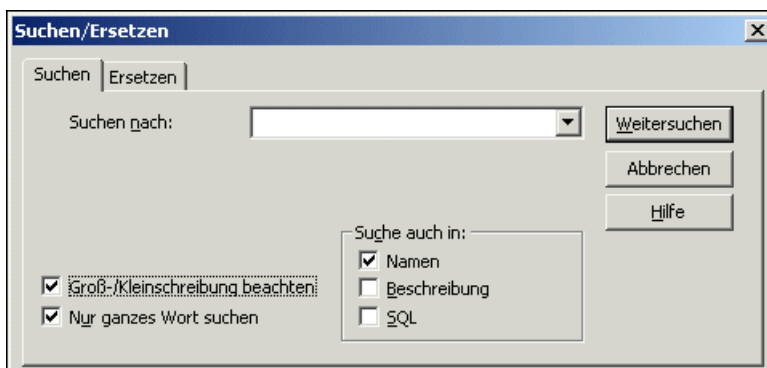 Suchen/Ersetzen
Suchen Ersetzen
Suchen nach: Weitersuchen
Abbrechen
Hilfe
Suche auch in:
Namen
Groß-/Kleinschreibung beachten Beschreibung
Nur ganzes Wort suchen SQL